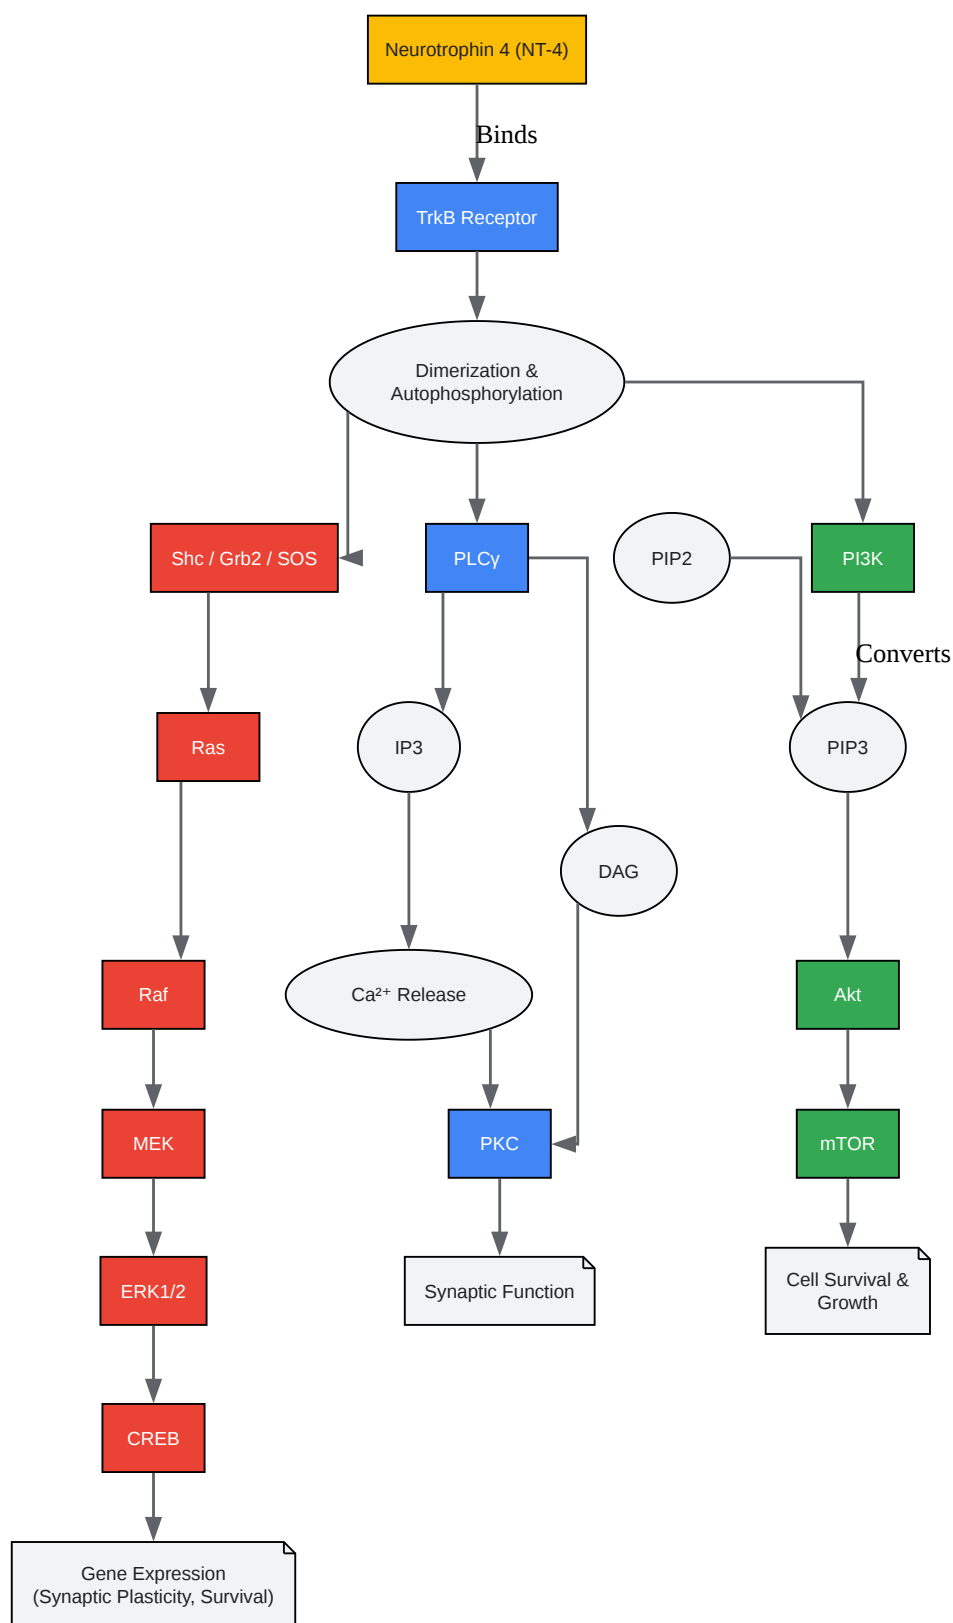 Neurotrophin 4 (NT-4)
Binds
TrkB Receptor
Dimerization &
Autophosphorylation
Shc / Grb2 / SOS
PLCγ
PIP2
PI3K
Converts
Ras
IP3
PIP3
DAG
Raf
Ca²⁺ Release
Akt
MEK
PKC
mTOR
ERK1/2
Synaptic Function
Cell Survival &
Growth
CREB
Gene Expression
(Synaptic Plasticity, Survival)